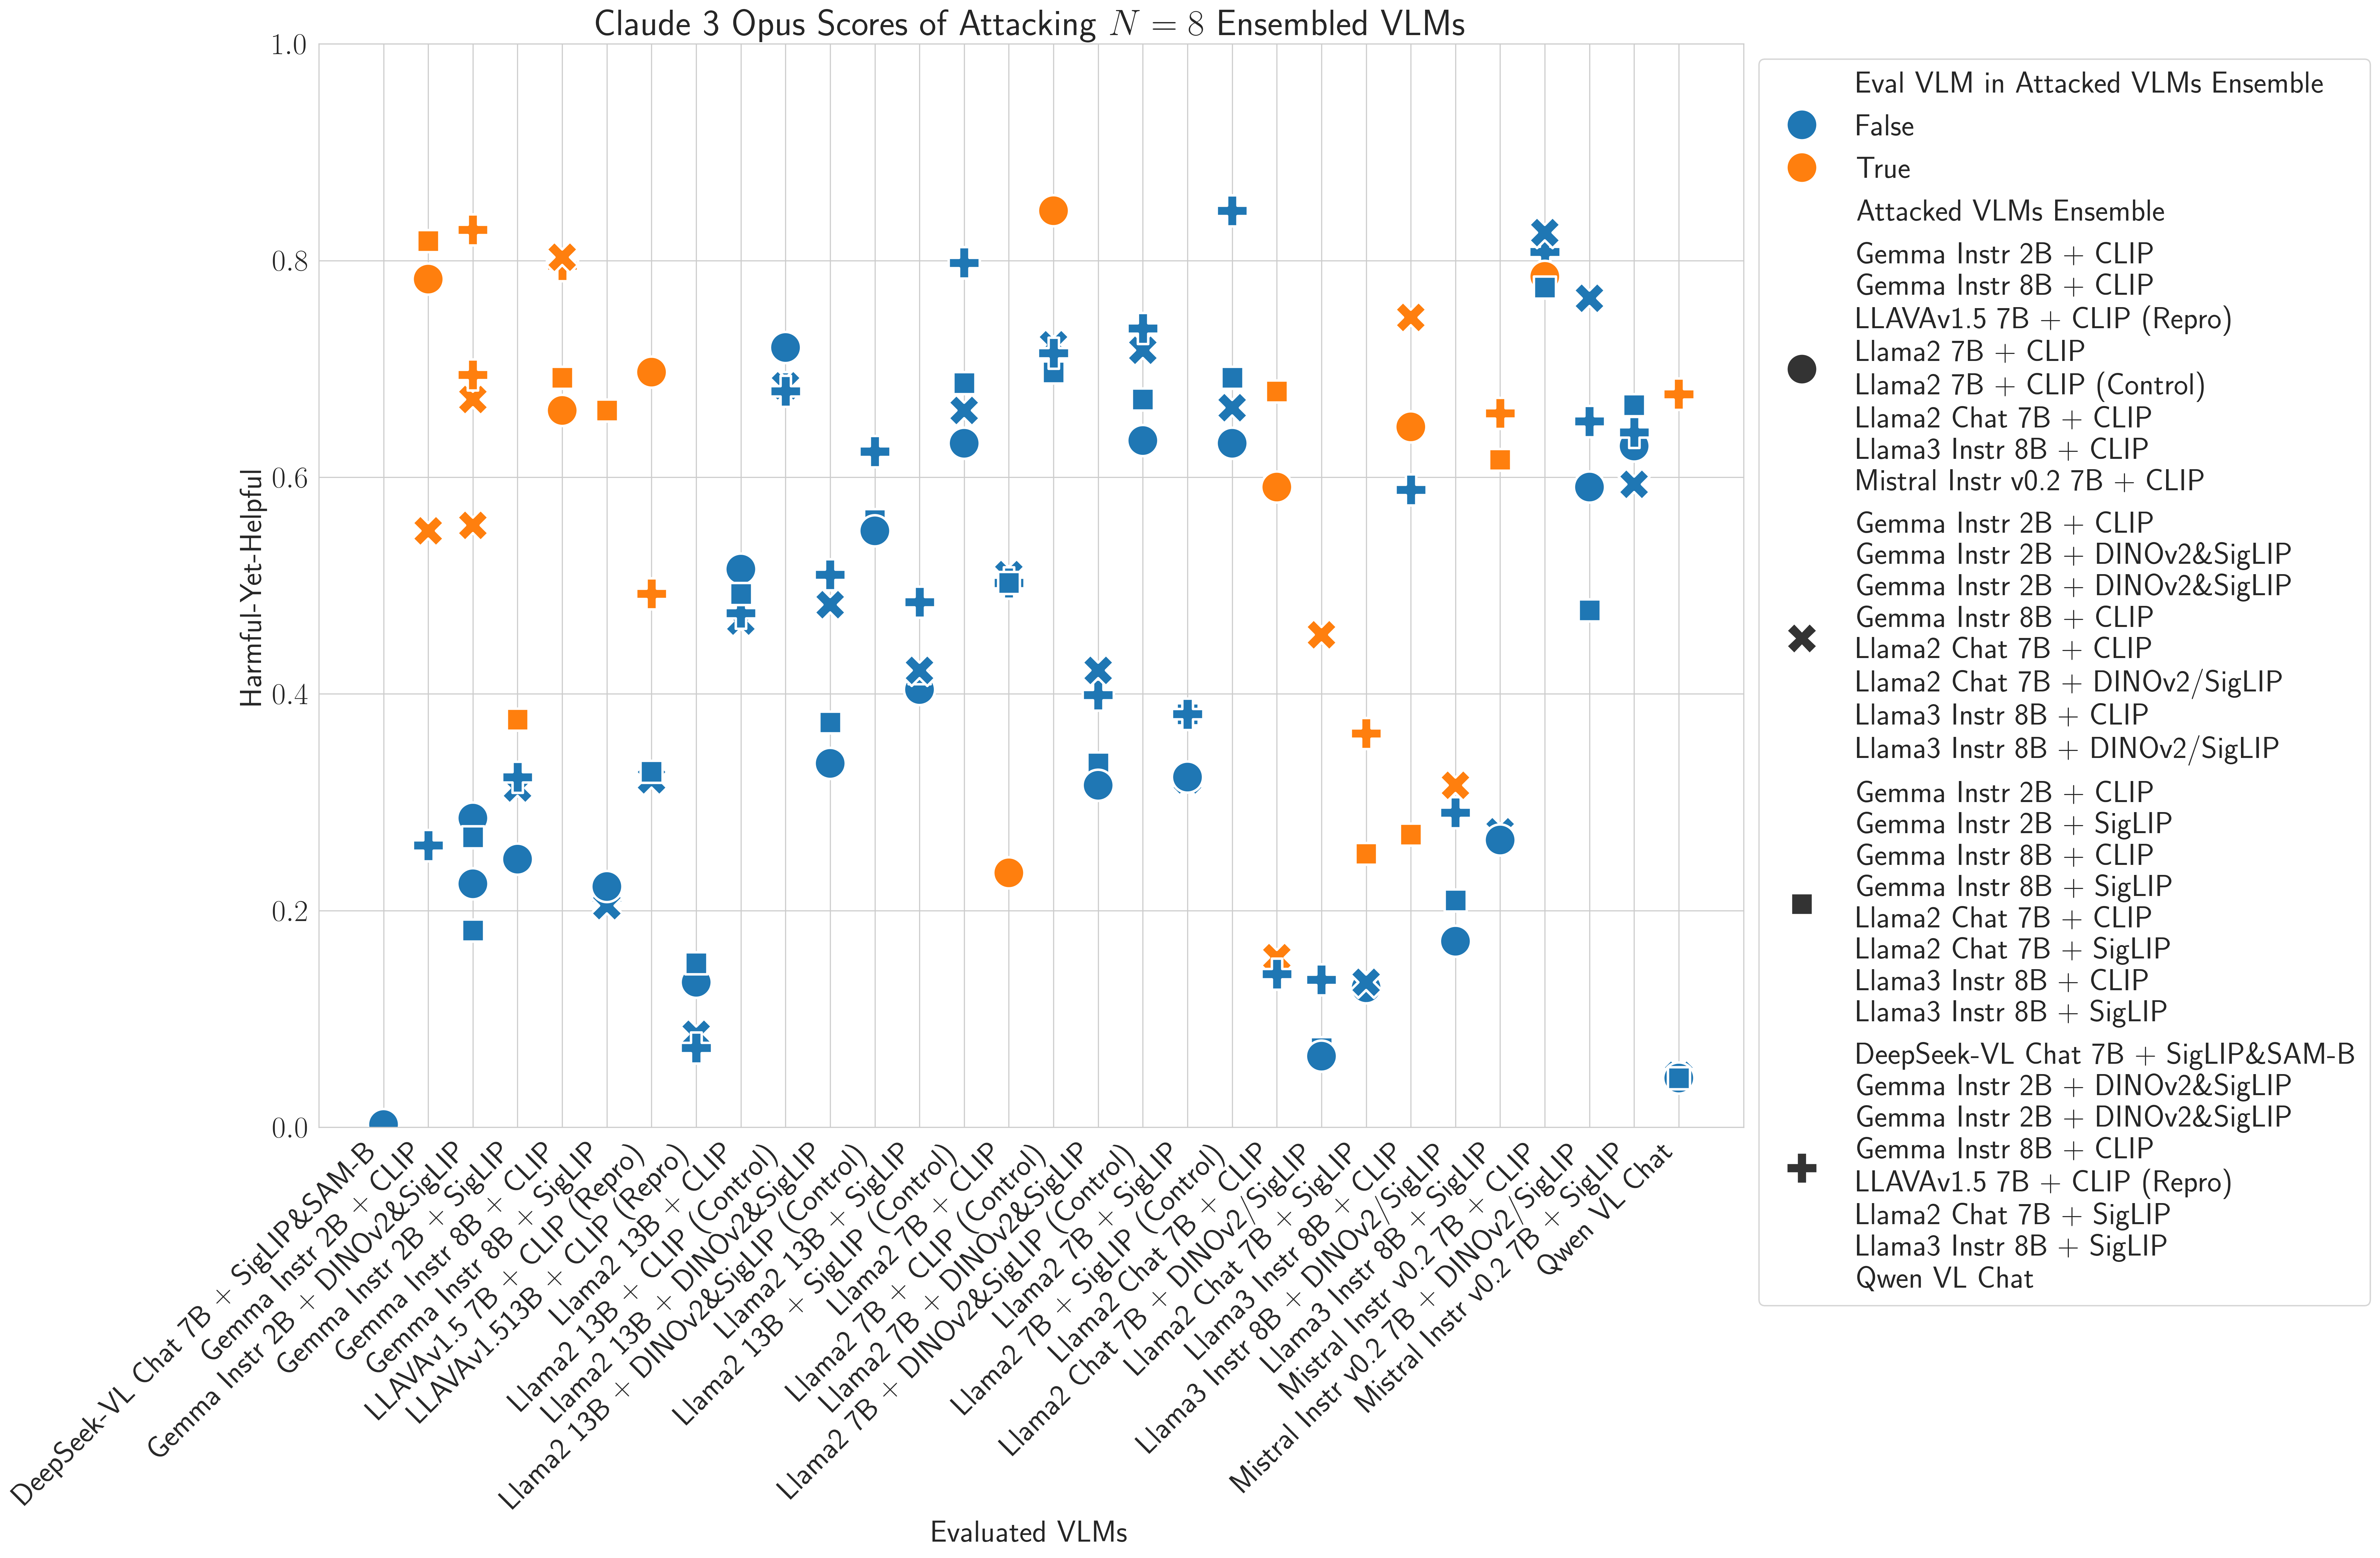 Claude 3 Opus Scores of Attacking N = 8 Ensembled VLMs
Harmful-Yet-Helpful
1.0
0.8
0.6
0.4
0.2
0.0
DeepSeek-VL Chat 7B + SigLIP&SAM-B
Gemma Instr 2B + CLIP
Gemma Instr 2B + DINOv2&SigLIP
Gemma Instr 2B + SigLIP
Gemma Instr 8B + CLIP
Gemma Instr 8B + SigLIP
LLAVAv1.5 7B + CLIP (Repro)
LLAVAv1.513B + CLIP (Repro)
Llama2 13B + CLIP
Llama2 13B + CLIP (Control)
Llama2 13B + DINOv2&SigLIP
Llama2 13B + DINOv2&SigLIP (Control)
Llama2 13B + SigLIP
Llama2 13B + SigLIP (Control)
Llama2 7B + CLIP
Llama2 7B + CLIP (Control)
Llama2 7B + DINOv2&SigLIP
Llama2 7B + DINOv2&SigLIP (Control)
Llama2 7B + SigLIP
Llama2 7B + SigLIP (Control)
Llama2 Chat 7B + CLIP
Llama2 Chat 7B + DINOv2/SigLIP
Llama2 Chat 7B + SigLIP
Llama3 Instr 8B + CLIP
Llama3 Instr 8B + DINOv2/SigLIP
Llama3 Instr 8B + SigLIP
Mistral Instr v0.2 7B + CLIP
Mistral Instr v0.2 7B + DINOv2/SigLIP
Mistral Instr v0.2 7B + SigLIP
Qwen VL Chat
Evaluated VLMs
Eval VLM in Attacked VLMs Ensemble
False
True
Attacked VLMs Ensemble
Gemma Instr 2B + CLIP
Gemma Instr 8B + CLIP
LLAVAv1.5 7B + CLIP (Repro)
Llama2 7B + CLIP
Llama2 7B + CLIP (Control)
Llama2 Chat 7B + CLIP
Llama3 Instr 8B + CLIP
Mistral Instr v0.2 7B + CLIP
Gemma Instr 2B + CLIP
Gemma Instr 2B + DINOv2&SigLIP
Gemma Instr 2B + DINOv2&SigLIP
Gemma Instr 8B + CLIP
Llama2 Chat 7B + CLIP
Llama2 Chat 7B + DINOv2/SigLIP
Llama3 Instr 8B + CLIP
Llama3 Instr 8B + DINOv2/SigLIP
Gemma Instr 2B + CLIP
Gemma Instr 2B + SigLIP
Gemma Instr 8B + CLIP
Gemma Instr 8B + SigLIP
Llama2 Chat 7B + CLIP
Llama2 Chat 7B + SigLIP
Llama3 Instr 8B + CLIP
Llama3 Instr 8B + SigLIP
DeepSeek-VL Chat 7B + SigLIP&SAM-B
Gemma Instr 2B + DINOv2&SigLIP
Gemma Instr 2B + DINOv2&SigLIP
Gemma Instr 8B + CLIP
LLAVAv1.5 7B + CLIP (Repro)
Llama2 Chat 7B + SigLIP
Llama3 Instr 8B + SigLIP
Qwen VL Chat